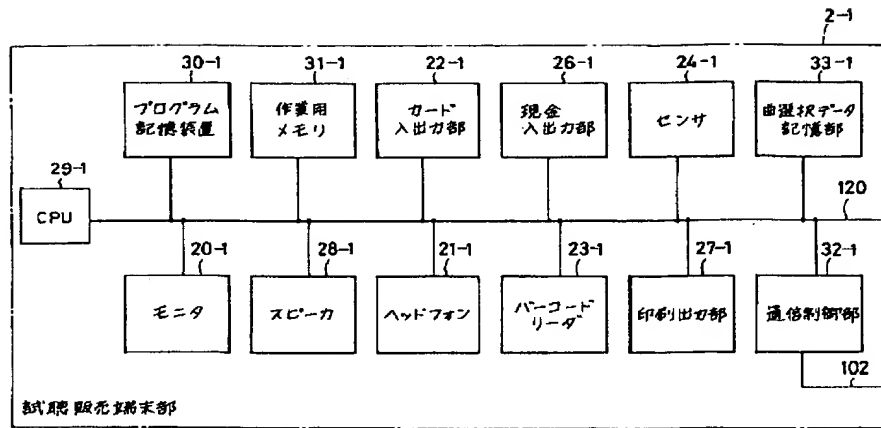 2-1
30-1
31-1
22-1
26-1
24-1
33-1
プログラム
記憶装置
作業用
メモリ
カード
入出力部
現金
入出力部
センサ
曲選択データ
記憶部
29-1
CPU
120
20-1
28-1
21-1
23-1
27-1
32-1
モニタ
スピーカ
ヘッドフォン
バーコード
リーダ
印刷出力部
通信制御部
102
試聴販売端末部